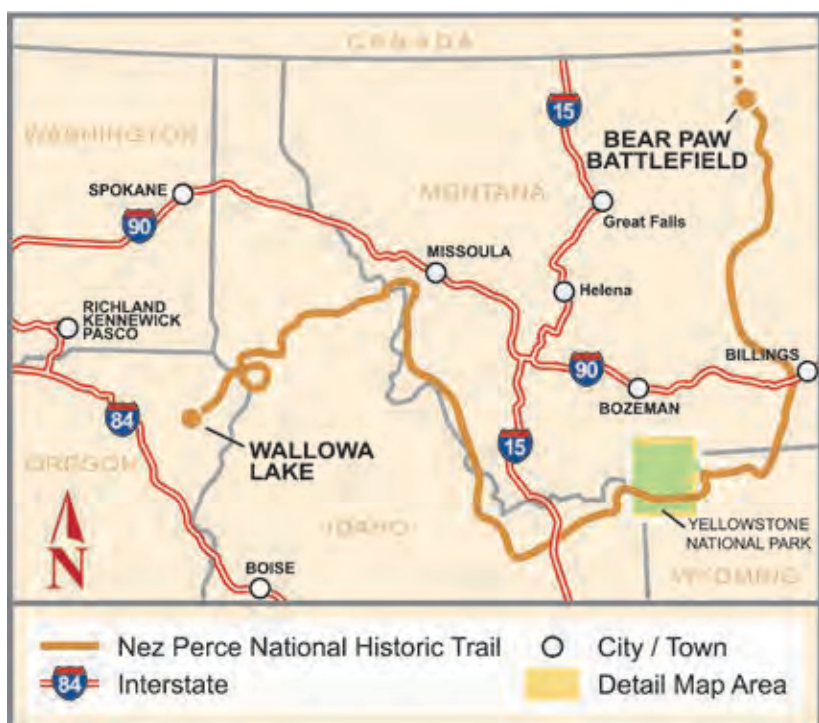 CANADA
15
BEAR PAW
BATTLEFIELD
WASHINGTON
SPOKANE
MONTANA
90
Great Falls
MISSOULA
RICHLAND
KENNEWICK
PASCO
Helena
BILLINGS
90
BOZEMAN
84
WALLOWA
LAKE
15
OREGON
N
IDAHO
YELLOWSTONE
NATIONAL PARK
BOISE
WYOMING
Nez Perce National Historic Trail
City / Town
84
Interstate
Detail Map Area